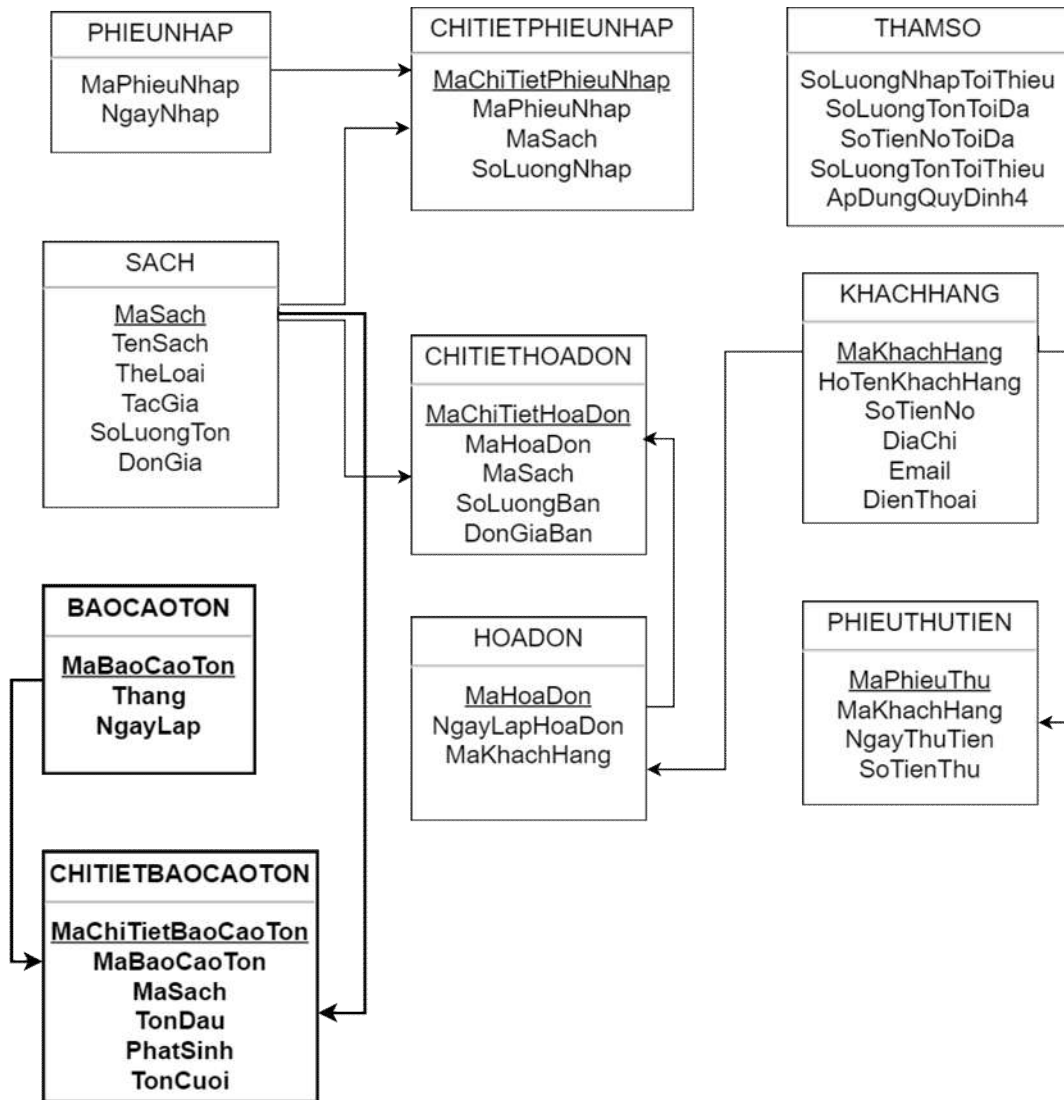 PHIEUNHAP
MaPhieuNhap
NgayNhap
CHITIETPHIEUNHAP
MaChiTietPhieuNhap
MaPhieuNhap
MaSach
SoLuongNhap
THAMSO
SoLuongNhapToiThieu
SoLuongTonToiDa
SoTienNoToiDa
SoLuongTonToiThieu
ApDungQuyDinh4
SACH
MaSach
TenSach
TheLoai
TacGia
SoLuongTon
DonGia
CHITIETHOADON
MaChiTietHoaDon
MaHoaDon
MaSach
SoLuongBan
DonGiaBan
KHACHHANG
MaKhachHang
HoTenKhachHang
SoTienNo
DiaChi
Email
DienThoai
BAOCAOTON
MaBaoCaoTon
Thang
NgayLap
HOADON
MaHoaDon
NgayLapHoaDon
MaKhachHang
PHIEUTHUTIEN
MaPhieuThu
MaKhachHang
NgayThuTien
SoTienThu
CHITIETBAOCAOTON
MaChiTietBaoCaoTon
MaBaoCaoTon
MaSach
TonDau
PhatSinh
TonCuoi